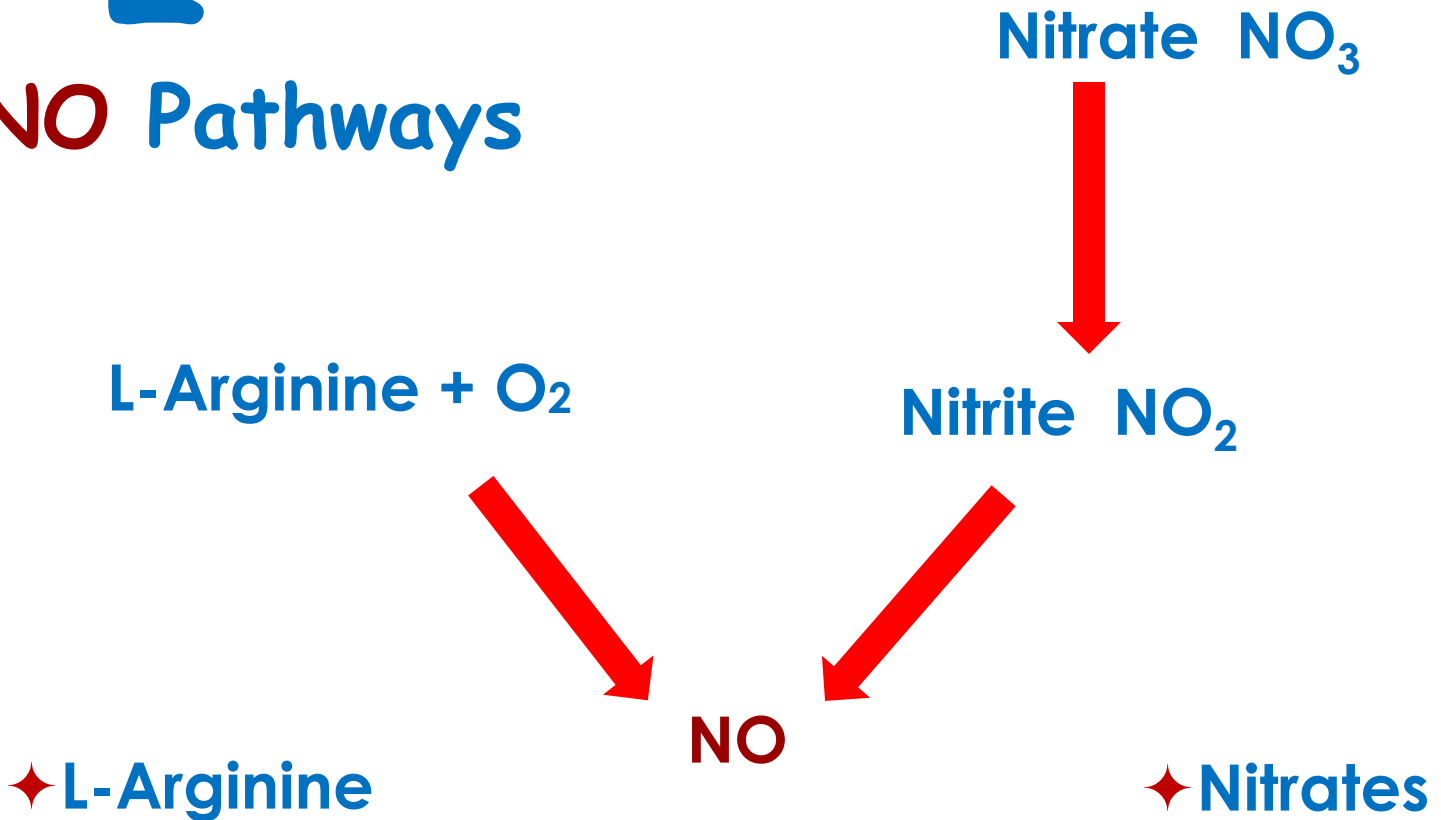 Nitrate NO₃
NO Pathways
L-Arginine + O₂
Nitrite NO₂
NO
✦L-Arginine
✦Nitrates